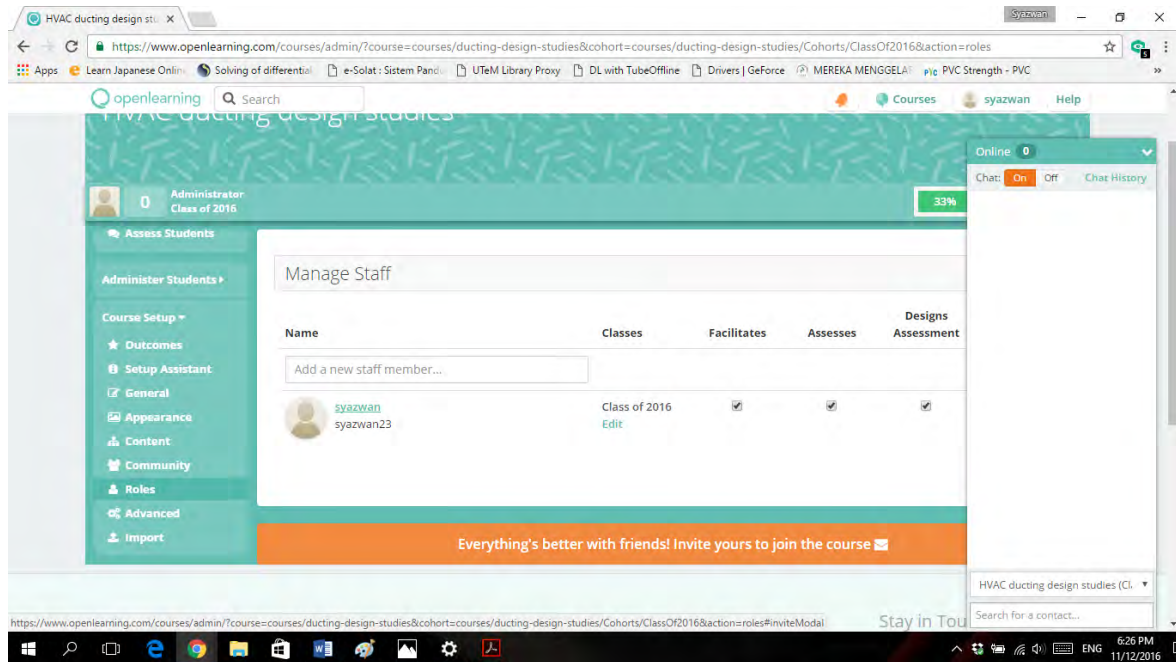 HVAC ducting design stu
Syazwan
https://www.openlearning.com/courses/admin/?course=courses/ducting-design-studies&cohort=courses/ducting-design-studies/Cohorts/ClassOf2016&action=roles
Apps Learn Japanese Onlin Solving of differential e-Solat : Sistem Pandu UTeM Library Proxy DL with TubeOffline Drivers | GeForce MEREKA MENGGELA PVC Strength - PVC »
openlearning Search Courses syazwan Help
HVAC ducting design studies
Online 0
Chat: On Off Chat History
0 Administrator
Class of 2016
33%
Assess Students
Administer Students
Course Setup
Outcomes
Setup Assistant
General
Appearance
Content
Community
Roles
Advanced
Import
Manage Staff
Name Classes Facilitates Assesses Designs Assessment
Add a new staff member...
syazwan Class of 2016
syazwan23 Edit
Everything's better with friends! Invite yours to join the course
HVAC ducting design studies (Cl.
Search for a contact...
Stay in Tou
https://www.openlearning.com/courses/admin/?course=courses/ducting-design-studies&cohort=courses/ducting-design-studies/Cohorts/ClassOf2016&action=roles#inviteModal
ENG 6:26 PM
11/12/2016